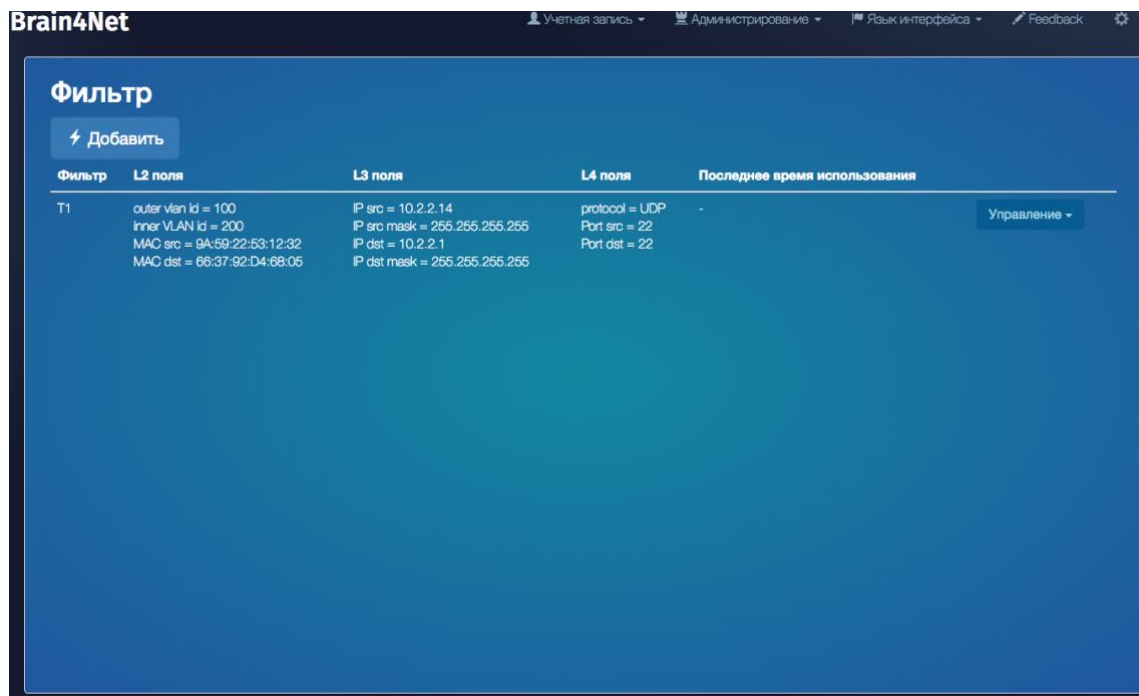 Brain4Net
Учетная запись
Администрирование
Язык интерфейса
Feedback
Фильтр
Добавить
Фильтр L2 поля L3 поля L4 поля Последнее время использования
T1 outer vlan id = 100 IP src = 10.2.2.14 protocol = UDP - Управление
inner VLAN id = 200 IP src mask = 255.255.255.255 Port src = 22
MAC src = 9A:59:22:53:12:32 IP dst = 10.2.2.1 Port dst = 22
MAC dst = 66:37:92:D4:68:05 IP dst mask = 255.255.255.255